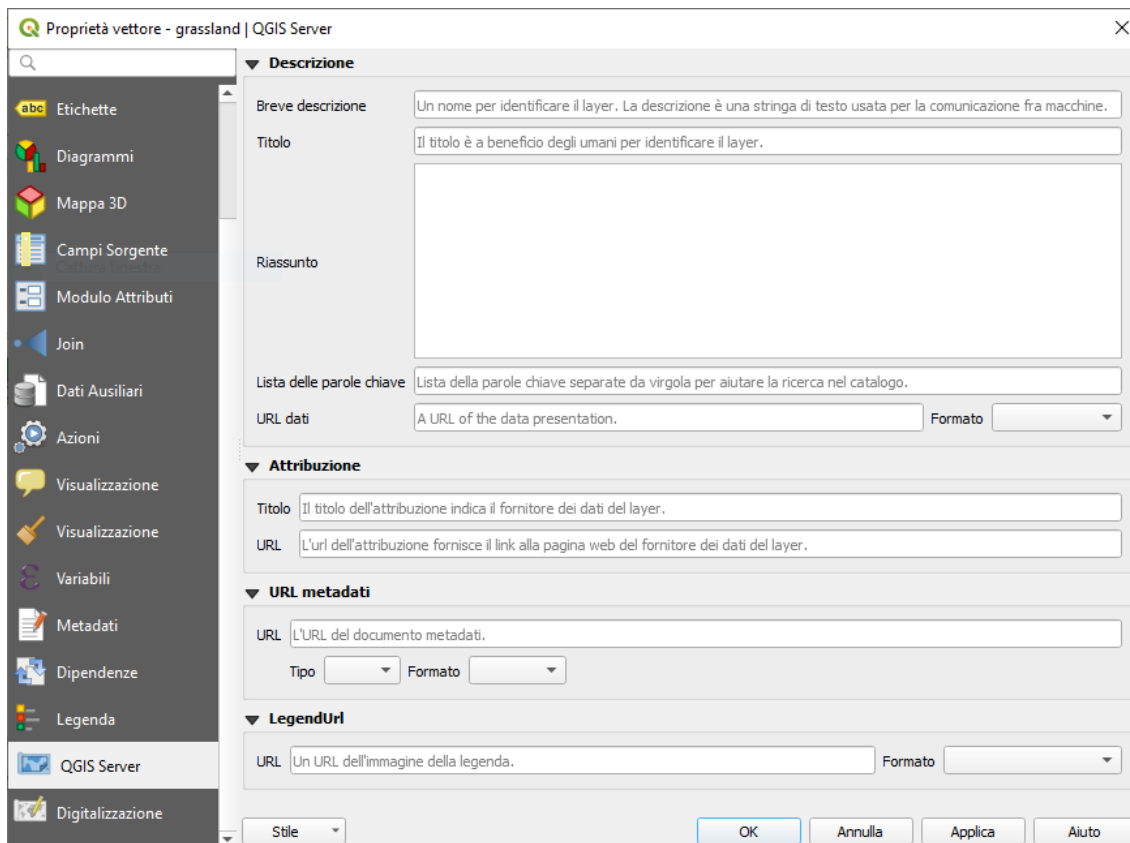 Proprietà vettore - grassland | QGIS Server
Etichette
Diagrammi
Mappa 3D
Campi Sorgente
Cattura finestra
Modulo Attributi
Join
Dati Ausiliari
Azioni
Visualizzazione
Visualizzazione
Variabili
Metadati
Dipendenze
Legenda
QGIS Server
Digitalizzazione
Descrizione
Breve descrizione Un nome per identificare il layer. La descrizione è una stringa di testo usata per la comunicazione fra macchine.
Titolo Il titolo è a beneficio degli umani per identificare il layer.
Riassunto
Lista delle parole chiave Lista della parole chiave separate da virgola per aiutare la ricerca nel catalogo.
URL dati A URL of the data presentation. Formato
Attribuzione
Titolo Il titolo dell'attribuzione indica il fornitore dei dati del layer.
URL L'url dell'attribuzione fornisce il link alla pagina web del fornitore dei dati del layer.
URL metadati
URL L'URL del documento metadati.
Tipo Formato
LegendUrl
URL Un URL dell'immagine della legenda. Formato
Stile OK Annulla Applica Aiuto